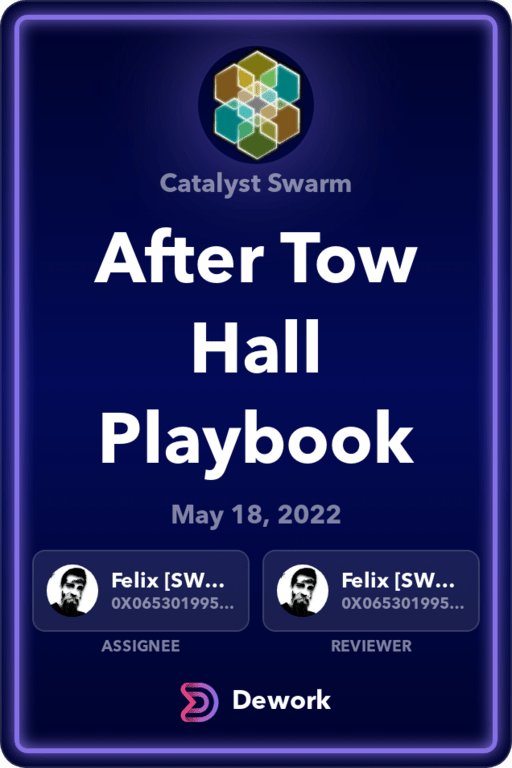 Catalyst Swarm
After Tow
Hall
Playbook
May 18, 2022
Felix [SW...
0X065301995...
Felix [SW...
0X065301995...
ASSIGNEE
REVIEWER
Dework